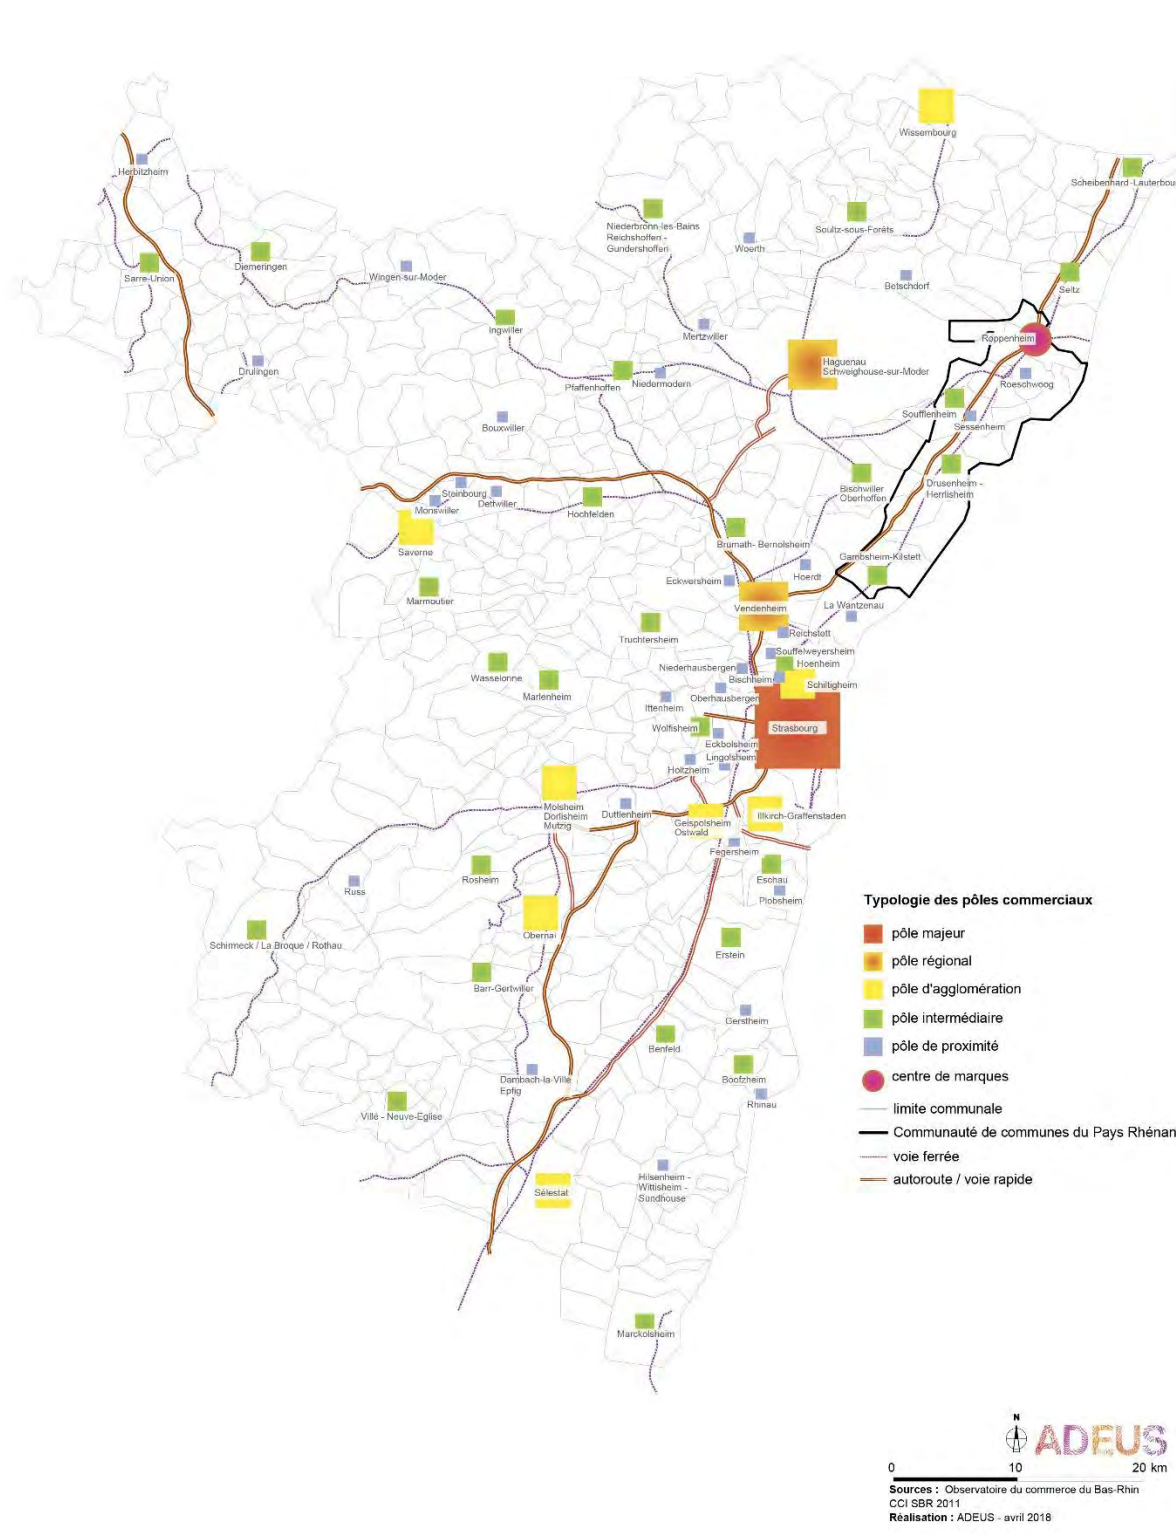 Wissembourg
Herbitzheim
Scheibenhard-Lauterbou
Niederbronn-les-Bains
Reichshoffen -
Gundershoffen
Soultz-sous-Forêts
Woerth
Diemeringen
Sarre-Union
Wingen-sur-Moder
Betschdorf
Seltz
Ingwiller
Mertzwiller
Roppenheim
Drulingen
Haguenau
Schweighouse-sur-Moder
Pfaffenhoffen
Niedermodern
Roeschwoog
Soufflenheim
Sessenheim
Bouxwiller
Drusenheim -
Herrlisheim
Bischwiller
Oberhoffen
Steinbourg
Dettwiller
Monswiller
Hochfelden
Saverne
Brumath- Bernolsheim
Gambsheim-Kilstett
Eckwersheim
Hoerdt
Marmoutier
Vendenheim
La Wantzenau
Truchtersheim
Reichstett
Souffelweyersheim
Niederhausbergen
Hoenheim
Wasselonne
Bischheim
Schiltigheim
Marlenheim
Oberhausbergen
Ittenheim
Wolfisheim
Strasbourg
Eckbolsheim
Lingolsheim
Holtzheim
Molsheim
Dorlisheim
Mutzig
Duttlenheim
Geispolsheim
Ostwald
Illkirch-Graffenstaden
Fegersheim
Rosheim
Eschau
Russ
Plobsheim
Obernai
Schirmeck / La Broque / Rothau
Erstein
Barr-Gertwiller
Gerstheim
Benfeld
Dambach-la-Ville
Epfig
Boofzheim
Rhinau
Villé - Neuve-Eglise
Sélestat
Hilsenheim -
Wittisheim -
Sundhouse
Marckolsheim
Typologie des pôles commerciaux
pôle majeur
pôle régional
pôle d'agglomération
pôle intermédiaire
pôle de proximité
centre de marques
limite communale
Communauté de communes du Pays Rhénan
voie ferrée
autoroute / voie rapide
N
ADEUS
0 10 20 km
Sources : Observatoire du commerce du Bas-Rhin
CCI SBR 2011
Réalisation : ADEUS - avril 2018